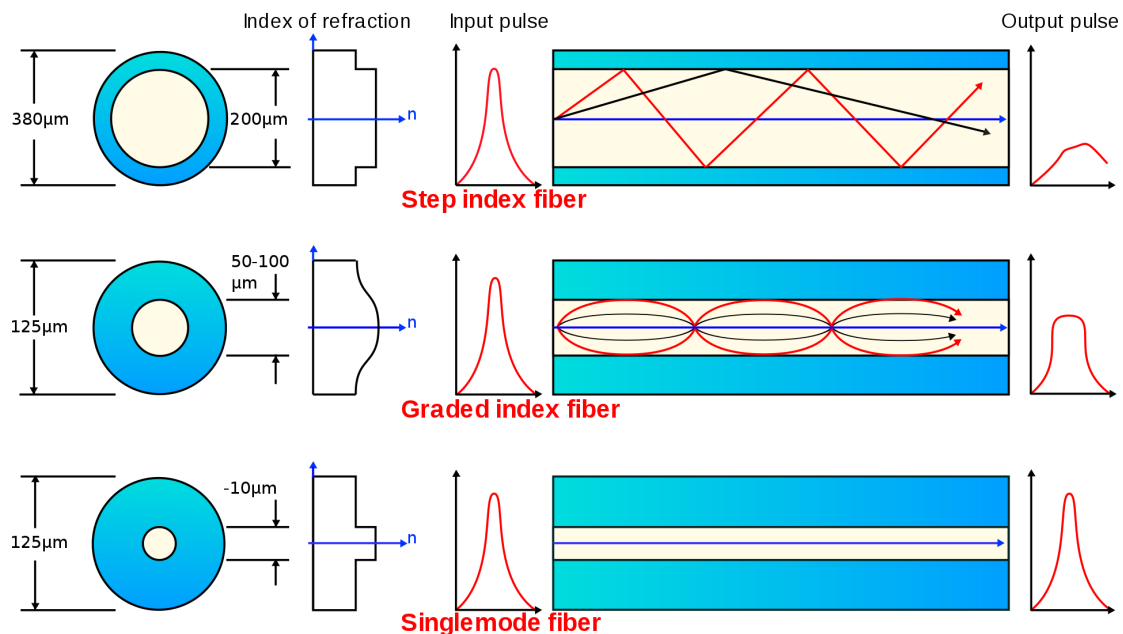 Index of refraction
Input pulse
Output pulse
380µm
200µm
n
Step index fiber
50-100
µm
125µm
n
Graded index fiber
-10µm
125µm
n
Singlemode fiber